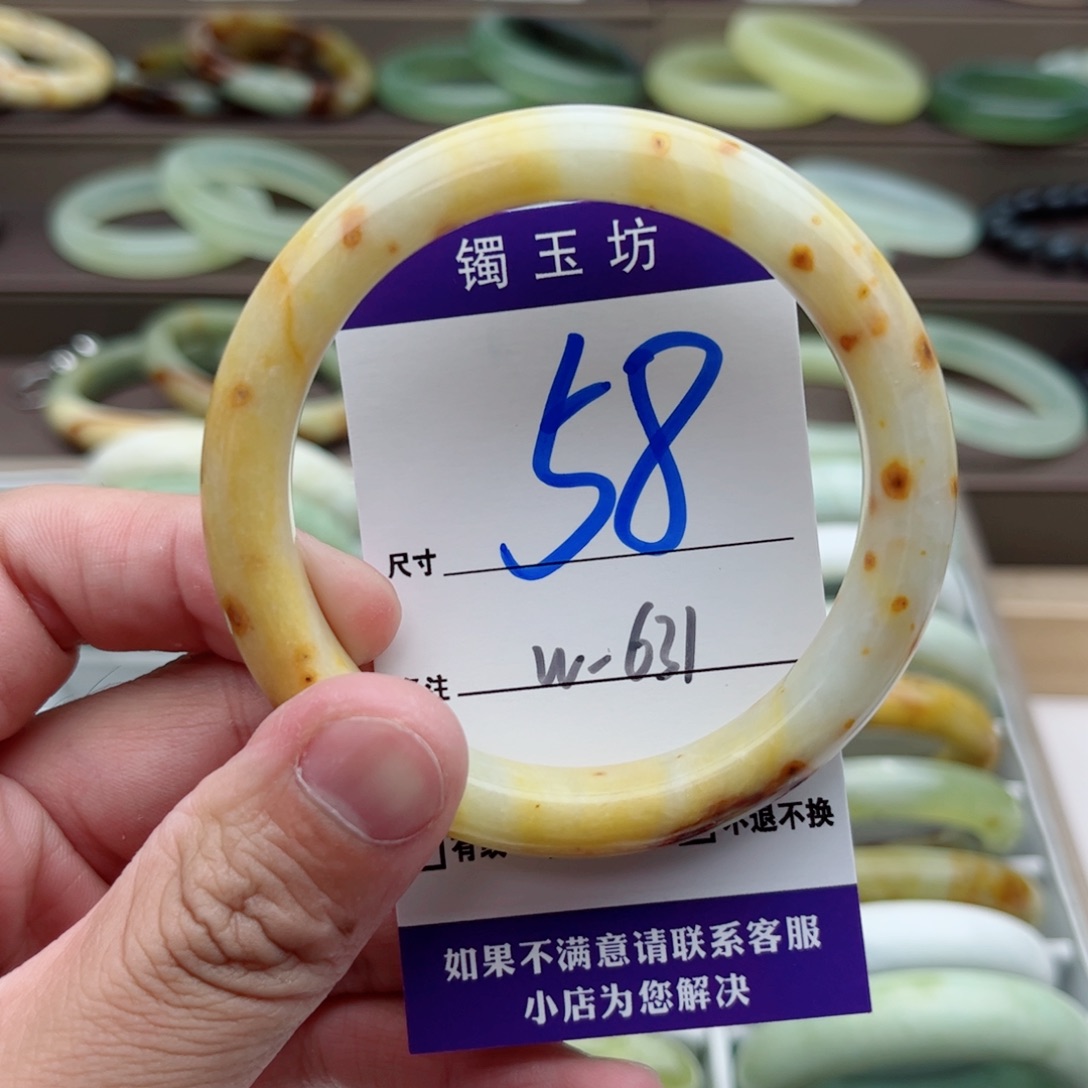 镯玉坊
58
尺寸
w-631
注
不退不换
如果不满意请联系客服
小店为您解决